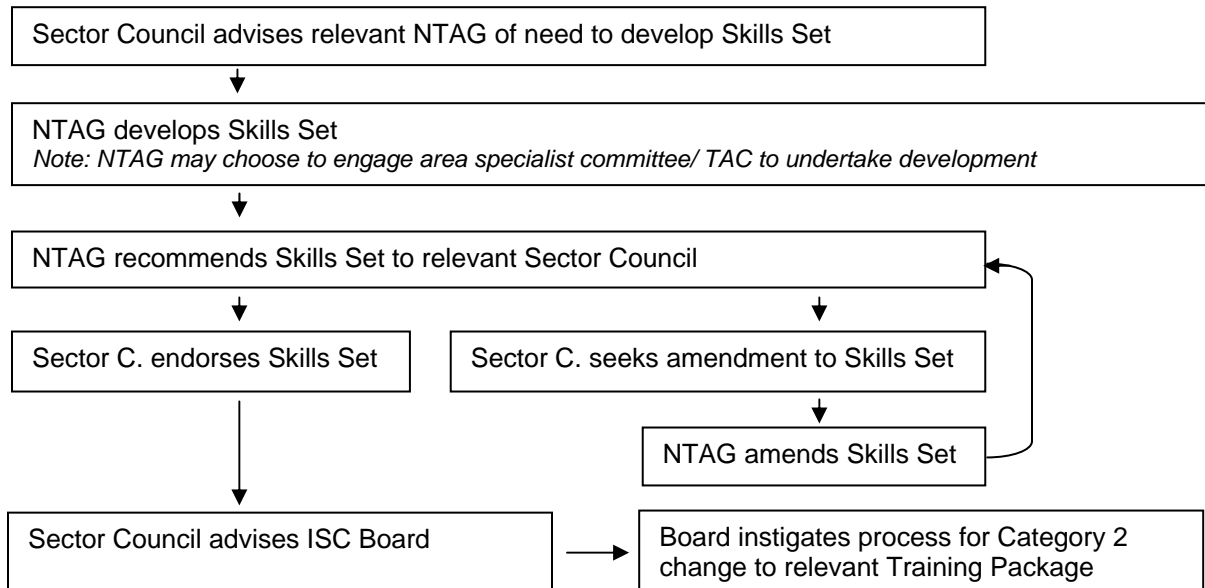 Sector Council advises relevant NTAG of need to develop Skills Set
NTAG develops Skills Set
Note: NTAG may choose to engage area specialist committee/ TAC to undertake development
NTAG recommends Skills Set to relevant Sector Council
Sector C. endorses Skills Set
Sector C. seeks amendment to Skills Set
NTAG amends Skills Set
Sector Council advises ISC Board
Board instigates process for Category 2
change to relevant Training Package